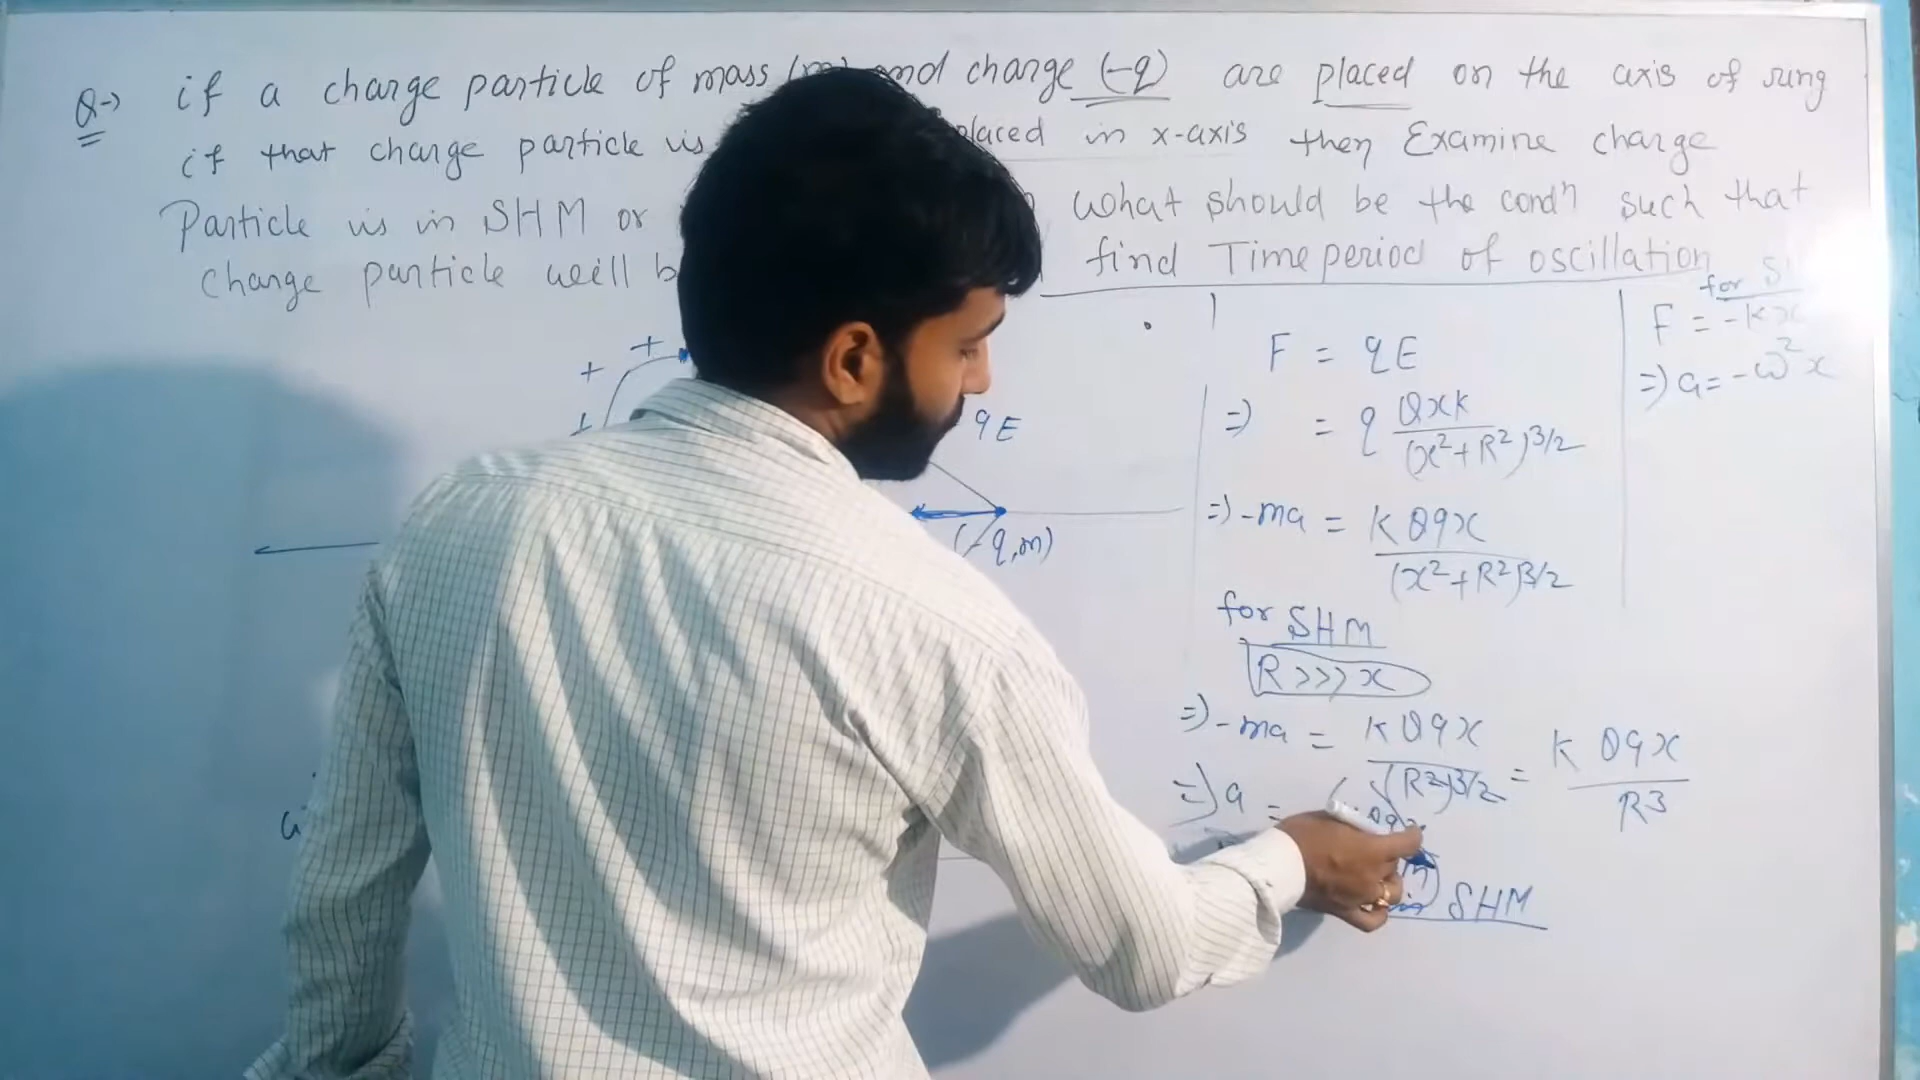 Q-> if a charge particle of mass (m) and charge (-q) are placed on the axis of ring
if that charge particle is placed in x-axis then Examine charge
Particle is in SHM or what should be the condn such that
charge particle will find Time period of oscillation
for
F = -kx
=> a = -ω²x
+ +
+
qE
(-q,m)
F = qE
=> = q Qxk / (x²+R²)3/2
=> -ma = KQqx / (x²+R²)3/2
for SHM
R>>>x
=> -ma = KQqx / (R²)3/2 = KQqx / R3
=> a =
SHM